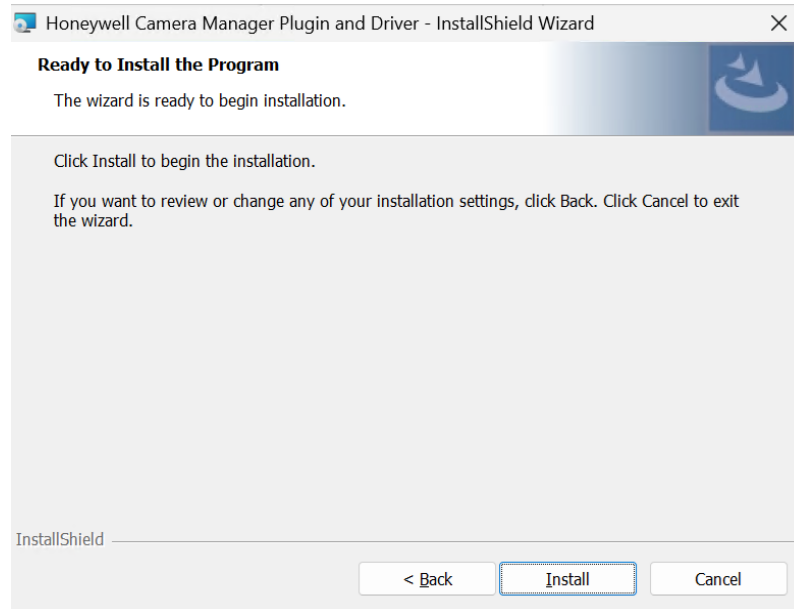 Honeywell Camera Manager Plugin and Driver - InstallShield Wizard
Ready to Install the Program
The wizard is ready to begin installation.
Click Install to begin the installation.
If you want to review or change any of your installation settings, click Back. Click Cancel to exit
the wizard.
InstallShield
< Back
Install
Cancel